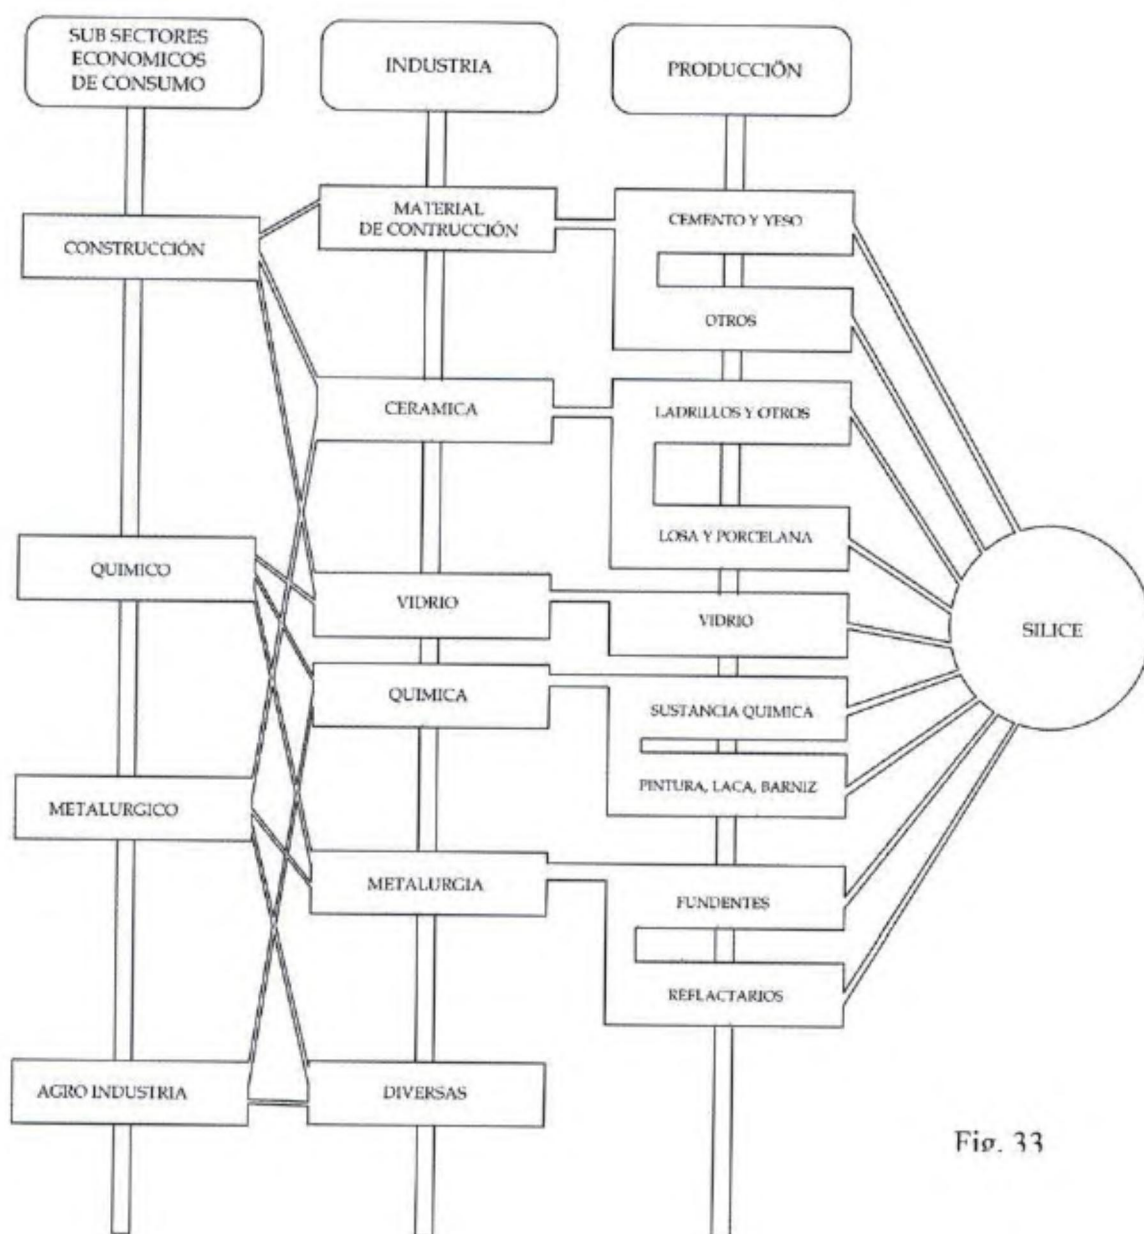 SUB SECTORES
ECONOMICOS
DE CONSUMO
INDUSTRIA
PRODUCCIÓN
CONSTRUCCIÓN
MATERIAL
DE CONTRUCCIÓN
CEMENTO Y YESO
OTROS
CERAMICA
LADRILLOS Y OTROS
LOSA Y PORCELANA
QUIMICO
VIDRIO
VIDRIO
SILICE
QUIMICA
SUSTANCIA QUIMICA
PINTURA, LACA, BARNIZ
METALURGICO
METALURGIA
FUNDENTES
REFLACTARIOS
AGRO INDUSTRIA
DIVERSAS
Fig. 33